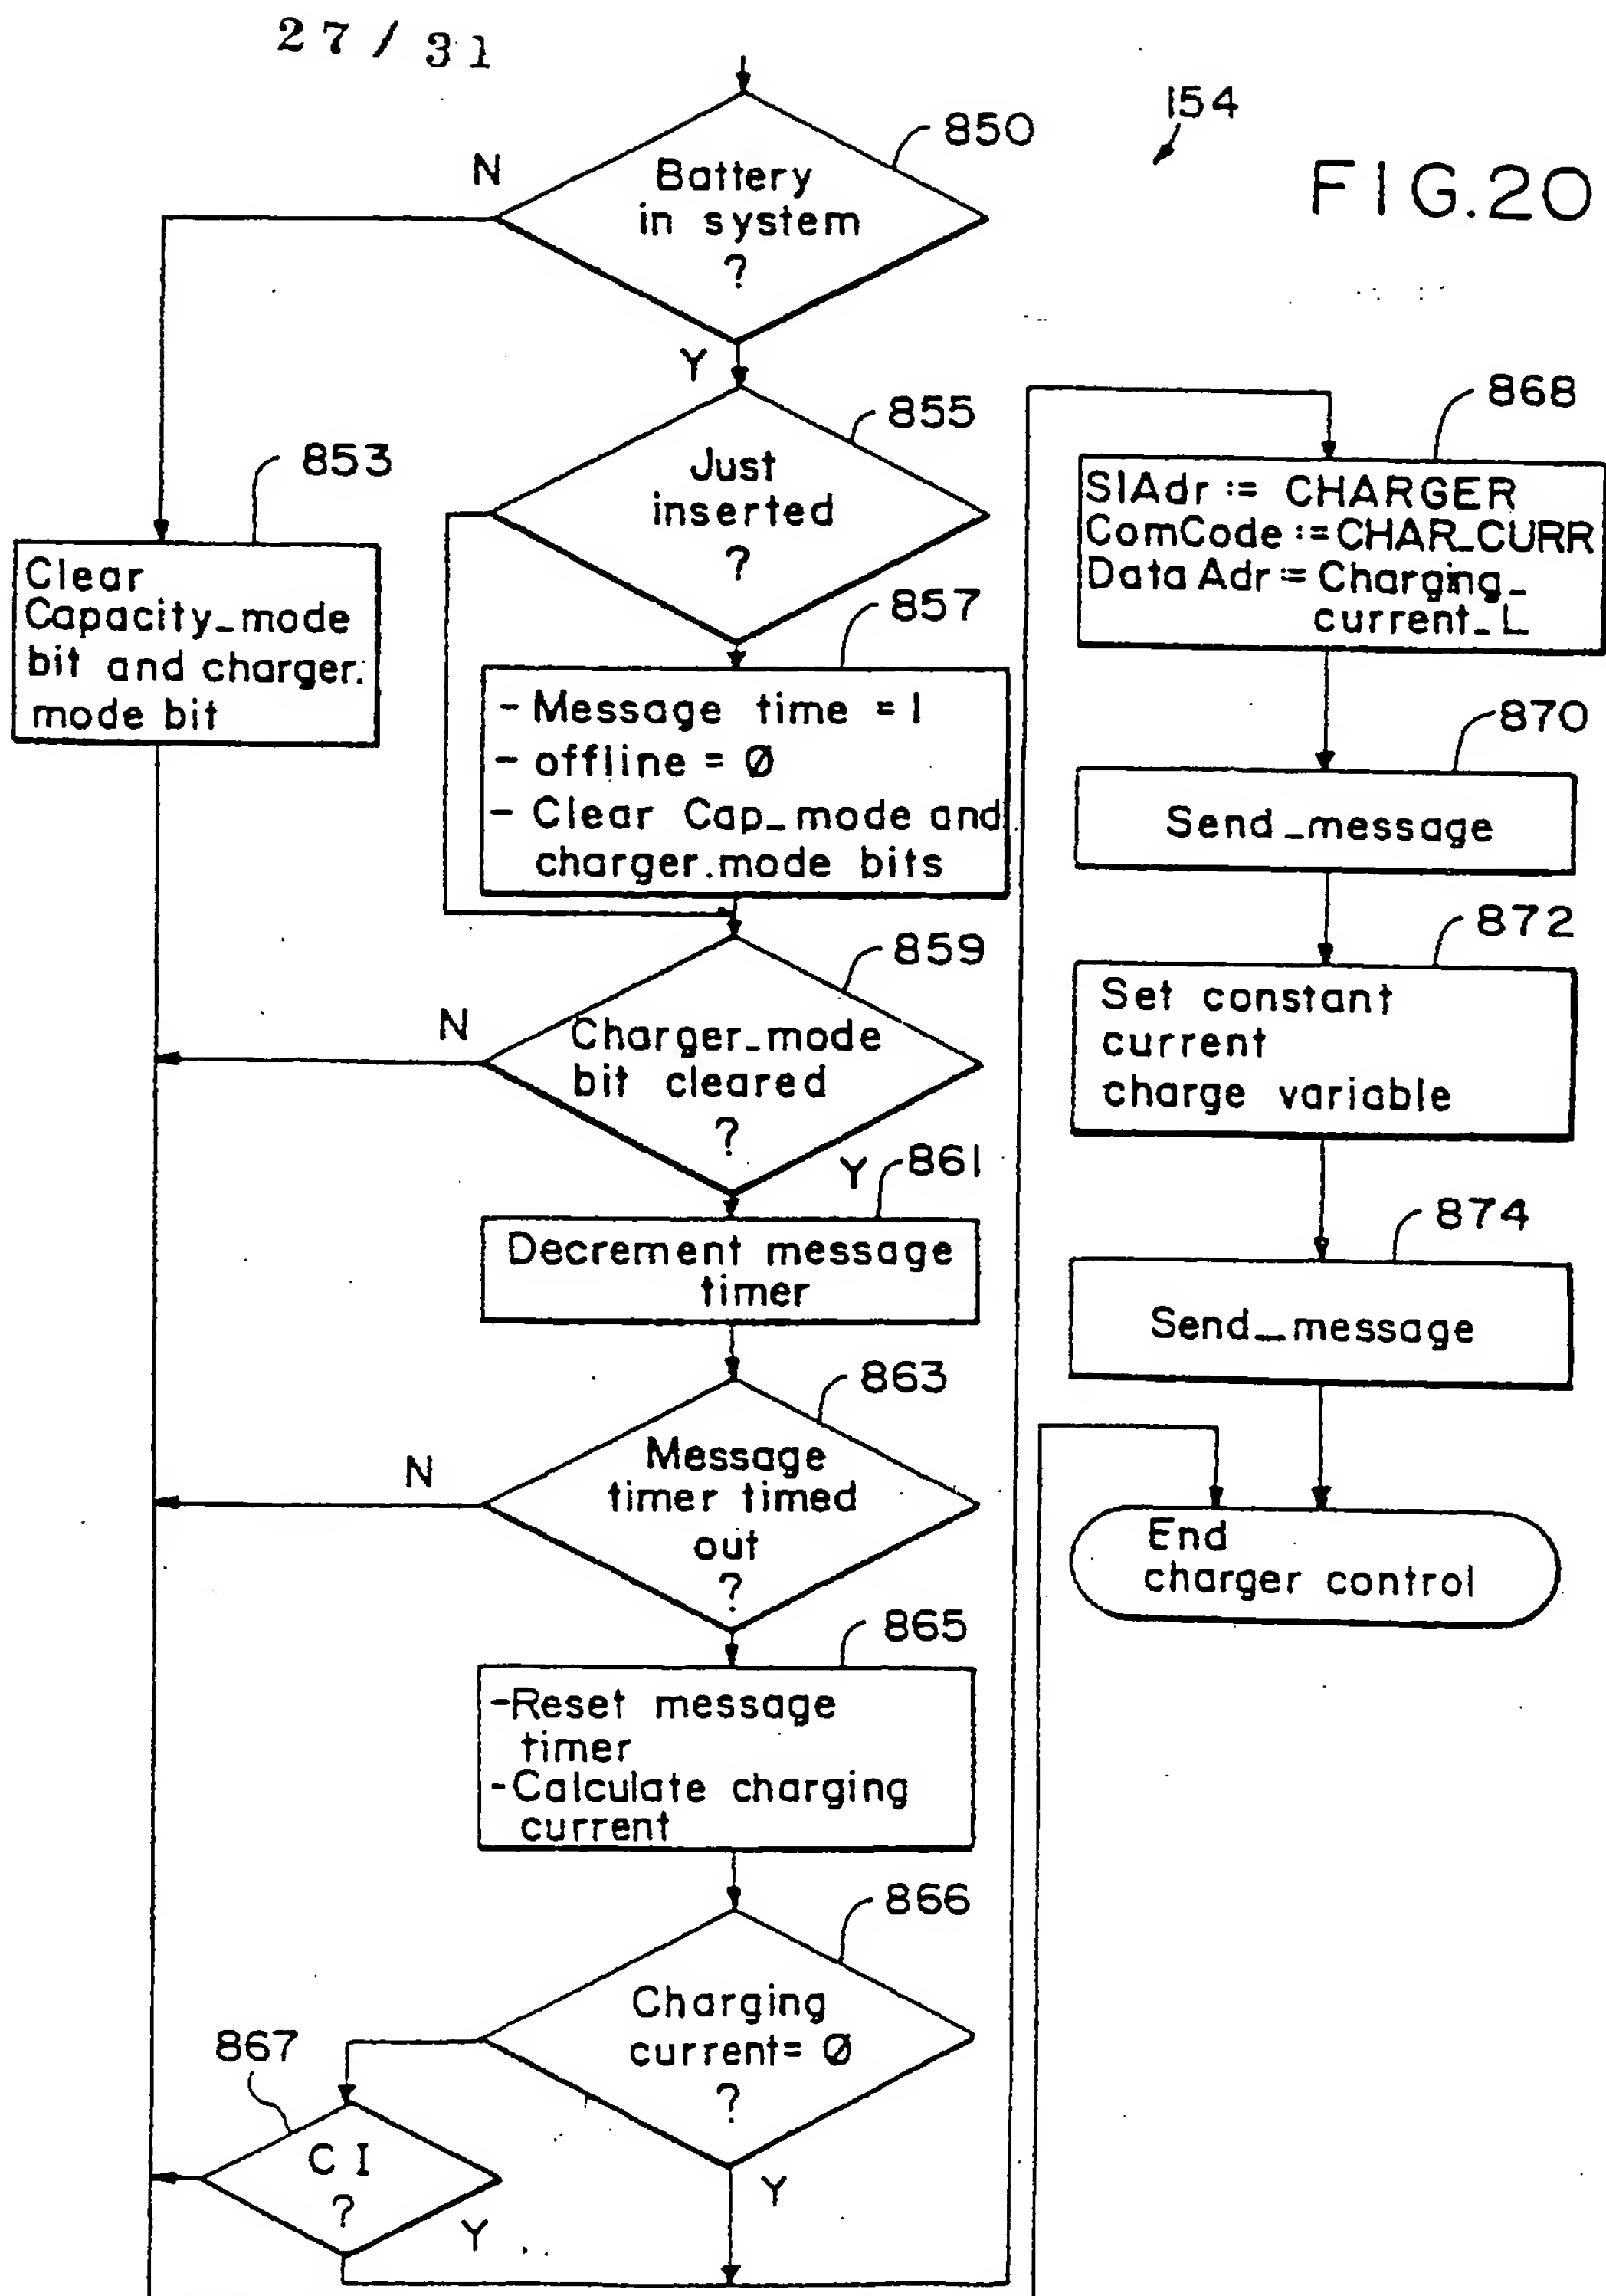 27/31
154
FIG.20
850
N
Battery
in system
?
Y
855
Just
inserted
?
853
Clear
Capacity_mode
bit and charger.
mode bit
857
- Message time = 1
- offline = Ø
- Clear Cap_mode and
charger.mode bits
859
N
Charger_mode
bit cleared
?
Y
861
Decrement message
timer
863
N
Message
timer timed
out
?
865
-Reset message
timer
-Calculate charging
current
866
Charging
current= Ø
?
Y
867
CI
?
Y
868
SlAdr := CHARGER
ComCode :=CHAR_CURR
Data Adr := Charging_
current_L
870
Send_message
872
Set constant
current
charge variable
874
Send_message
End
charger control